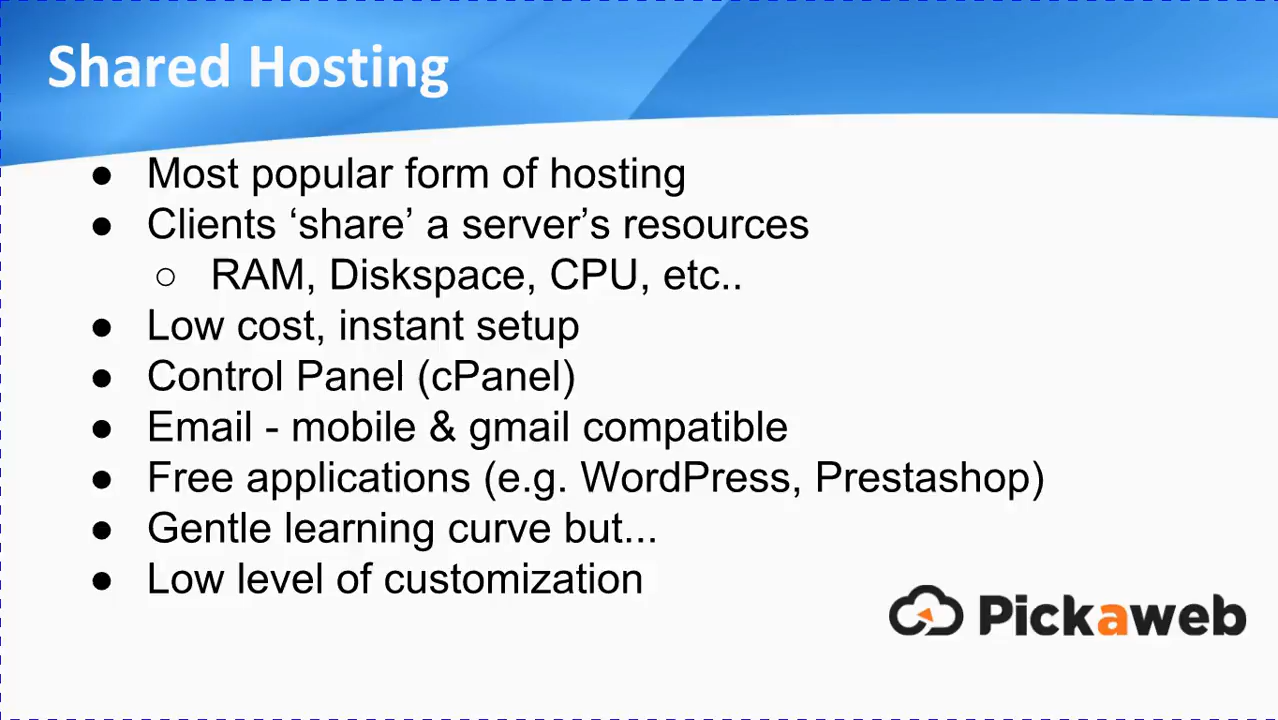 Shared Hosting
● Most popular form of hosting
● Clients ‘share’ a server’s resources
○ RAM, Diskspace, CPU, etc..
● Low cost, instant setup
● Control Panel (cPanel)
● Email - mobile & gmail compatible
● Free applications (e.g. WordPress, Prestashop)
● Gentle learning curve but...
● Low level of customization
Pickaweb